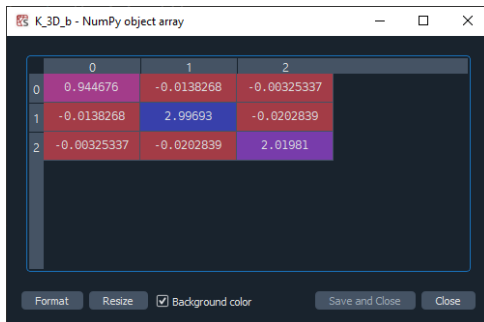 K_3D_b - NumPy object array
0 1 2
0 0.944676 -0.0138268 -0.00325337
1 -0.0138268 2.99693 -0.0202839
2 -0.00325337 -0.0202839 2.01981
Format Resize Background color Save and Close Close